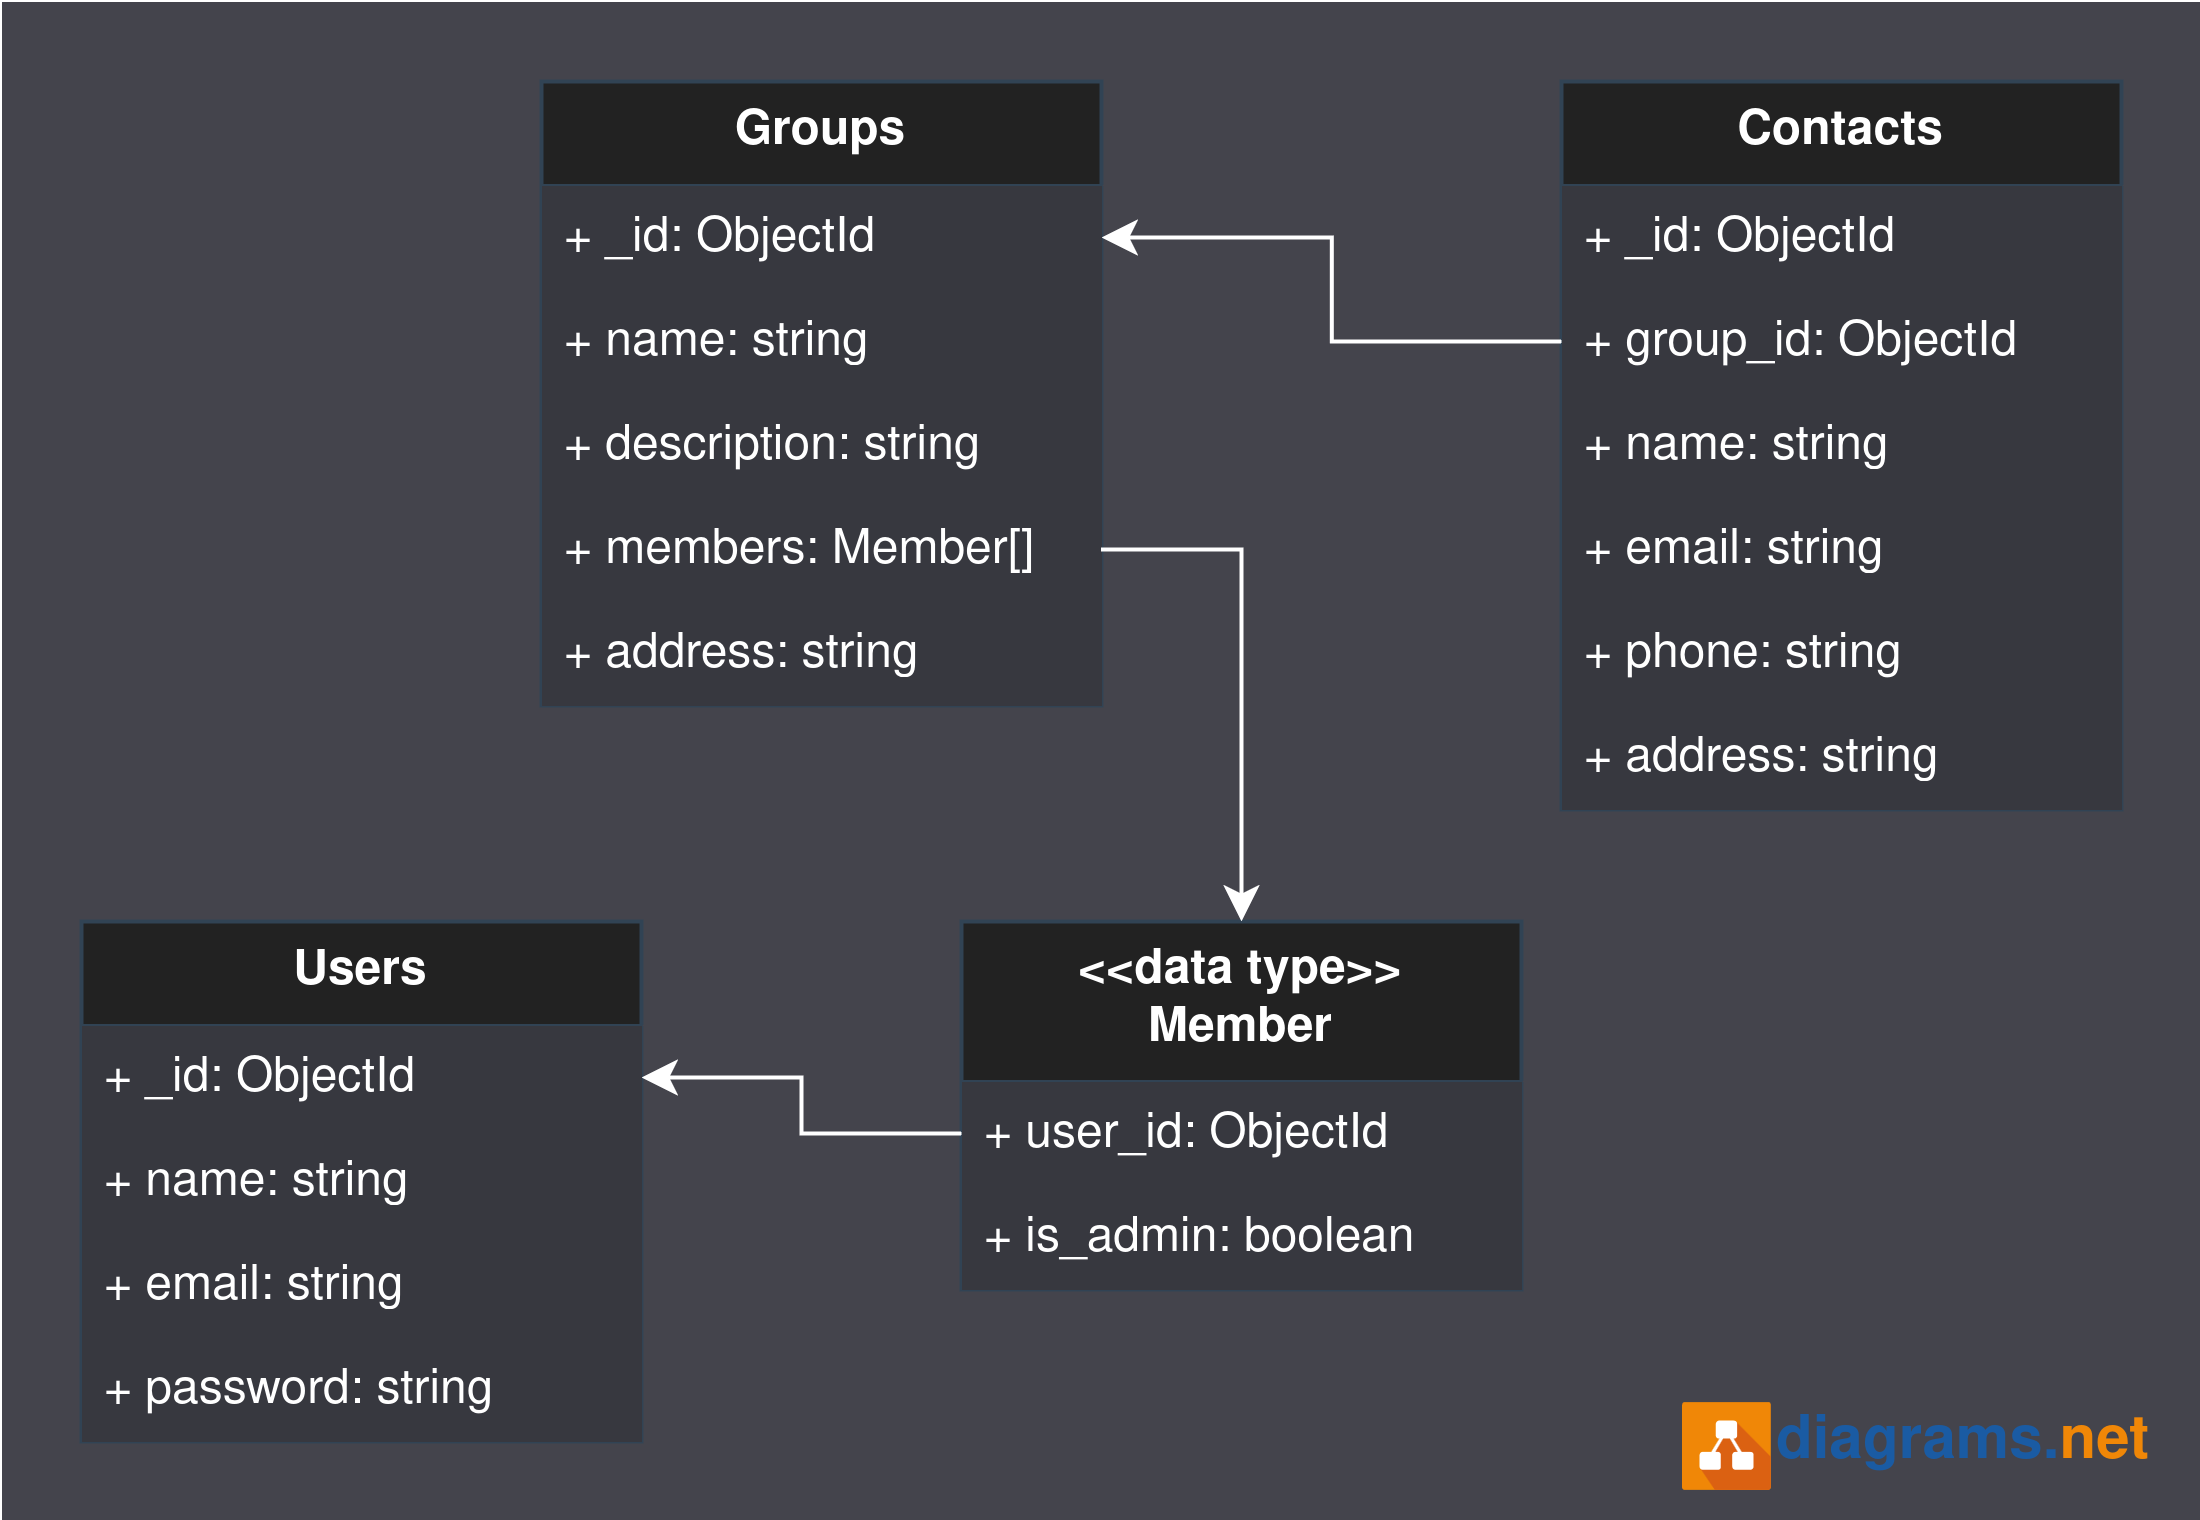 Groups
+ _id: ObjectId
+ name: string
+ description: string
+ members: Member[]
+ address: string
Contacts
+ _id: ObjectId
+ group_id: ObjectId
+ name: string
+ email: string
+ phone: string
+ address: string
Users
+ _id: ObjectId
+ name: string
+ email: string
+ password: string
<<data type>>
Member
+ user_id: ObjectId
+ is_admin: boolean
diagrams.net